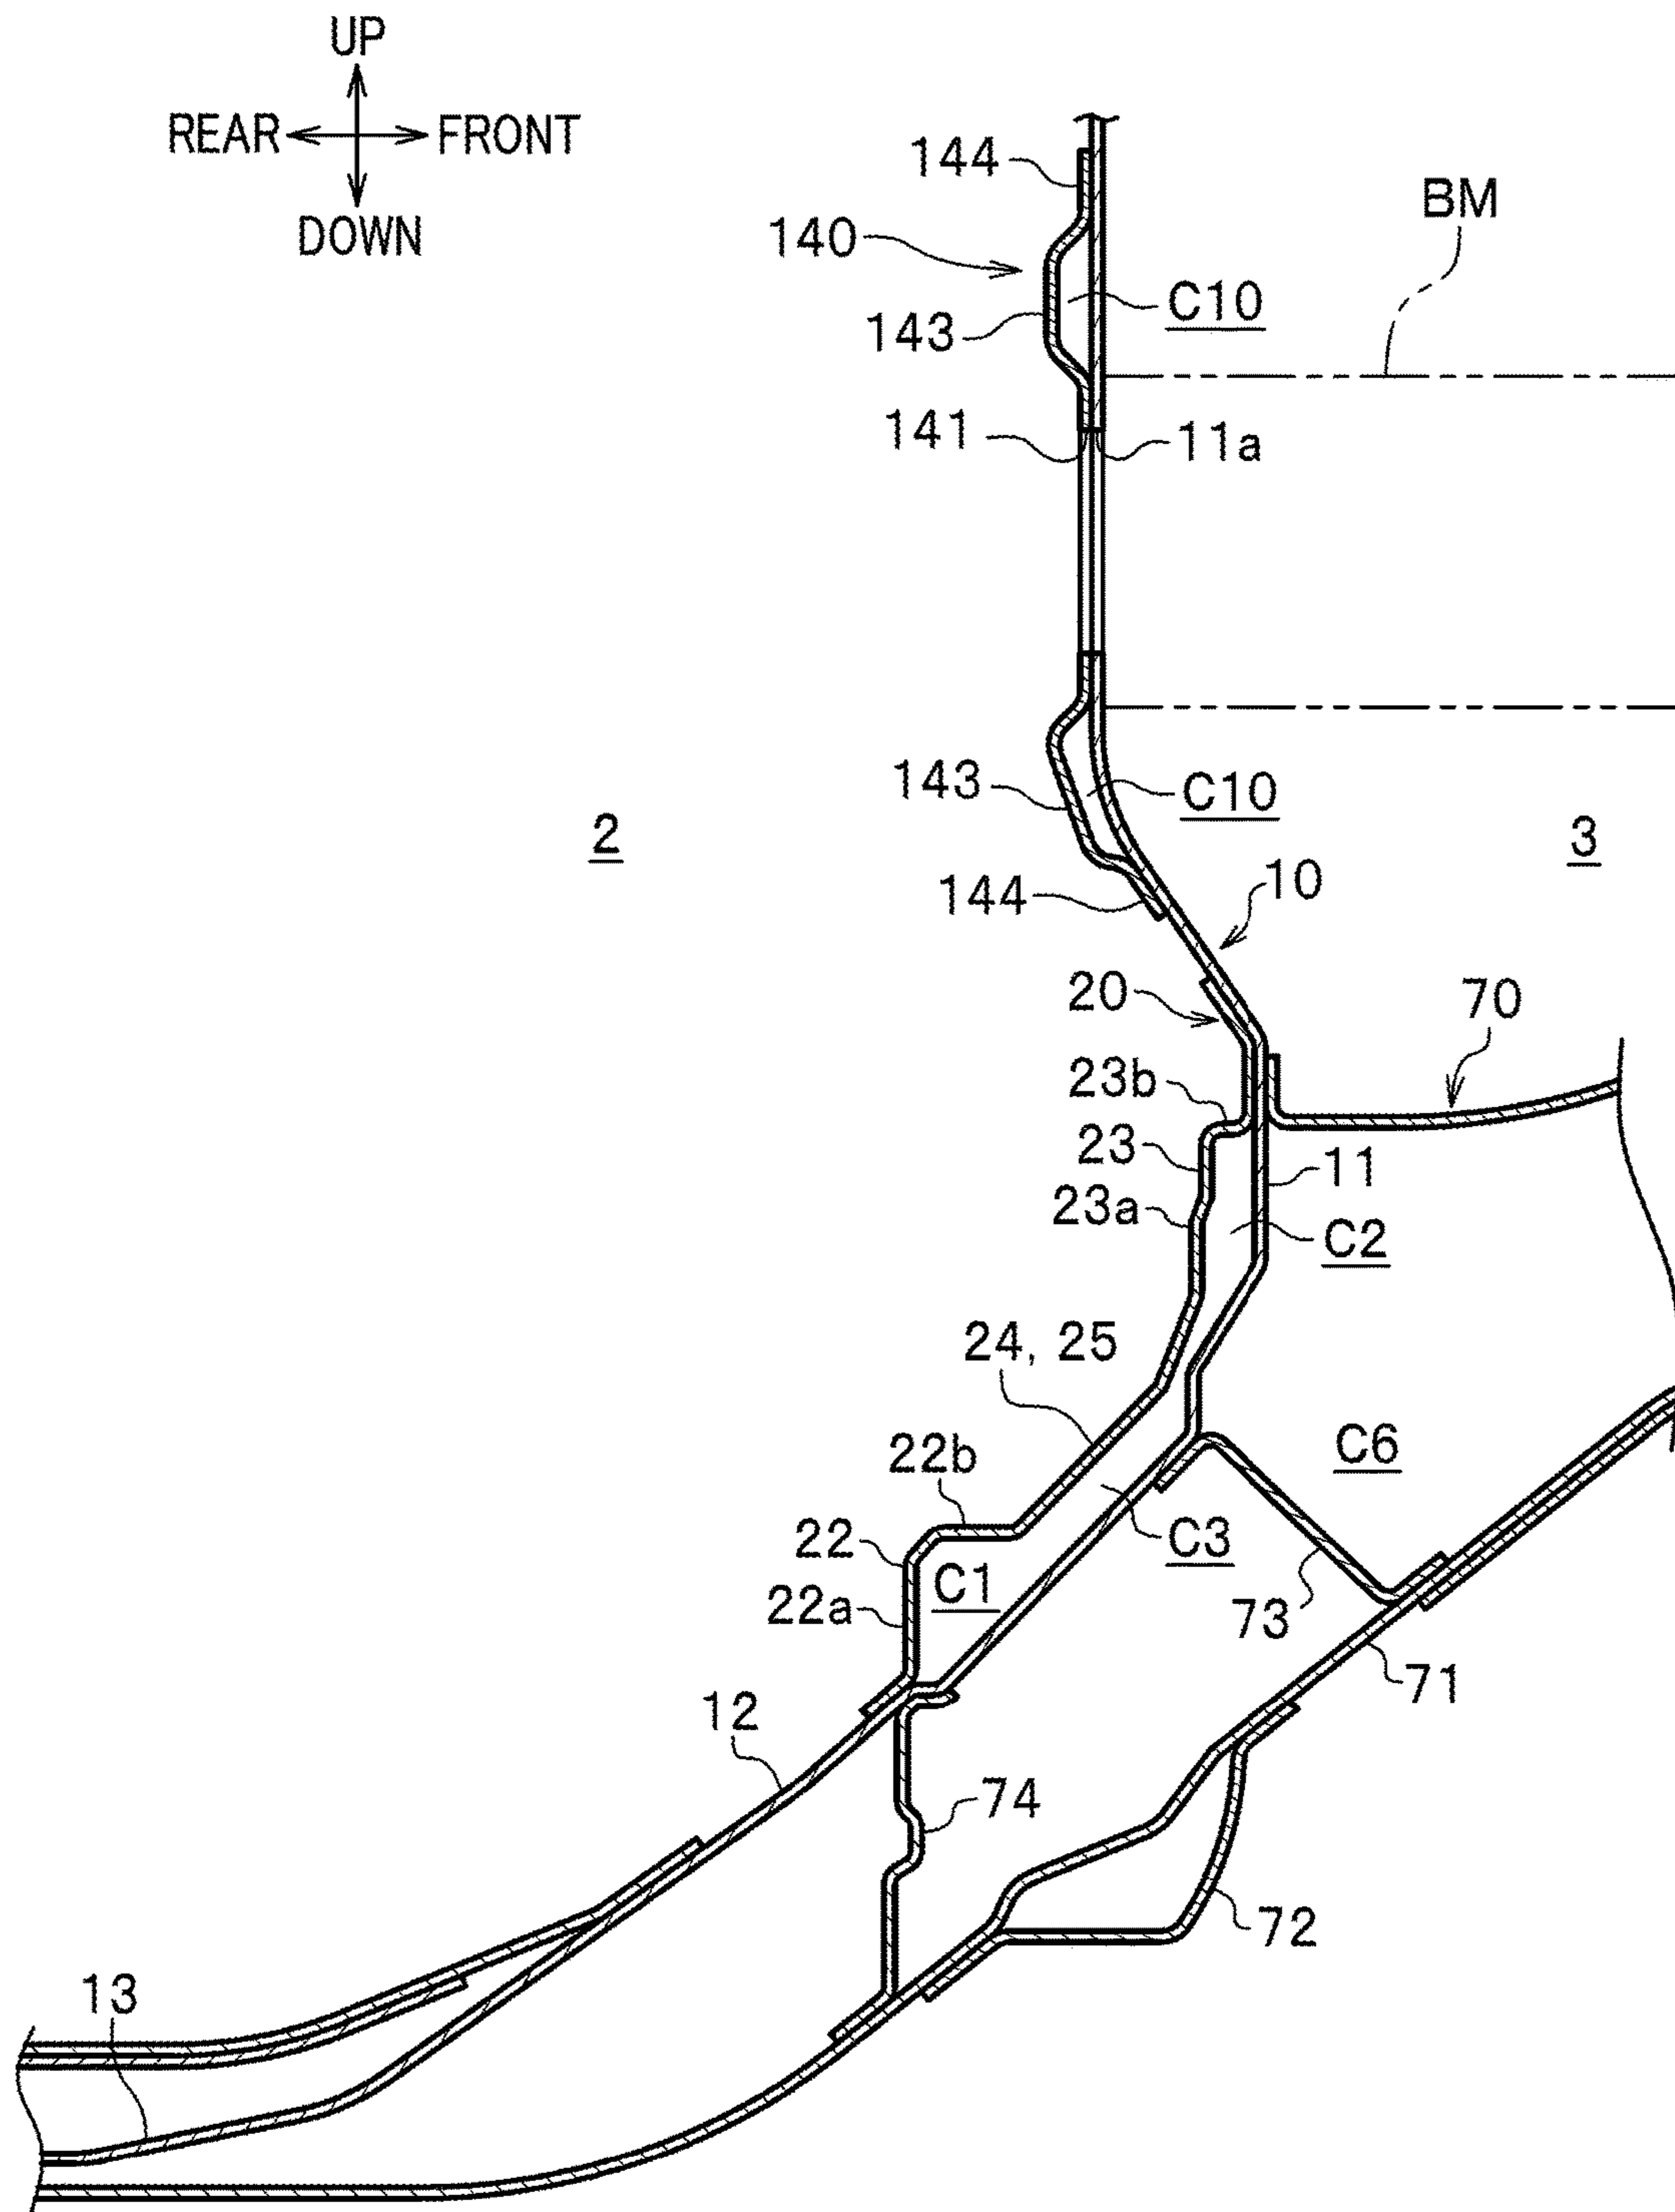 UP
REAR FRONT
DOWN
144
BM
140
C10
143
141 11a
143 C10
2 3
144 10
20 70
23b
23 11
23a
C2
24, 25
22b C6
22 C3
C1
22a 73
71
12
74
72
13